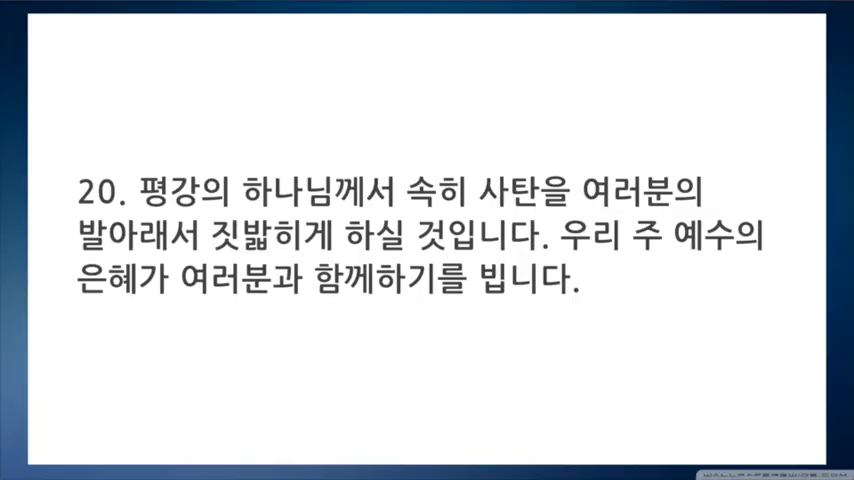 20. 평강의 하나님께서 속히 사탄을 여러분의
발아래서 짓밟히게 하실 것입니다. 우리 주 예수의
은혜가 여러분과 함께하기를 빕니다.